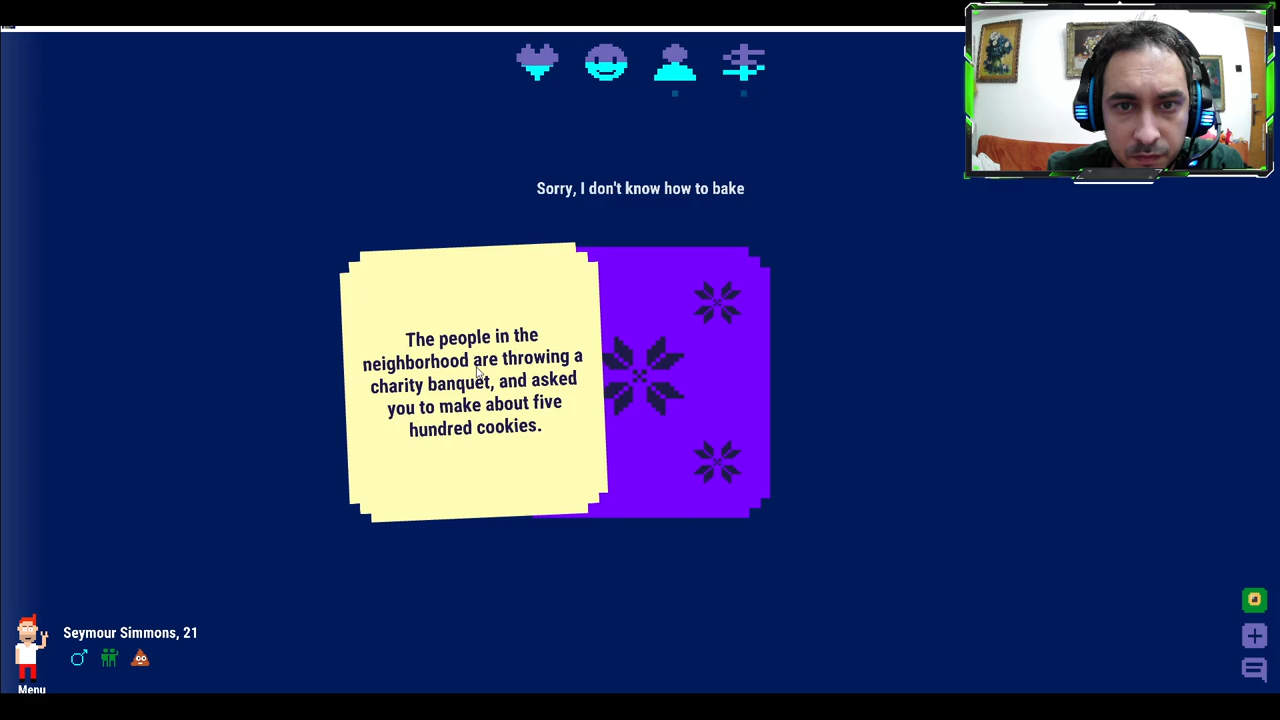 Sorry, I don't know how to bake
The people in the
neighborhood are throwing a
charity banquet, and asked
you to make about five
hundred cookies.
Seymour Simmons, 21
Menu